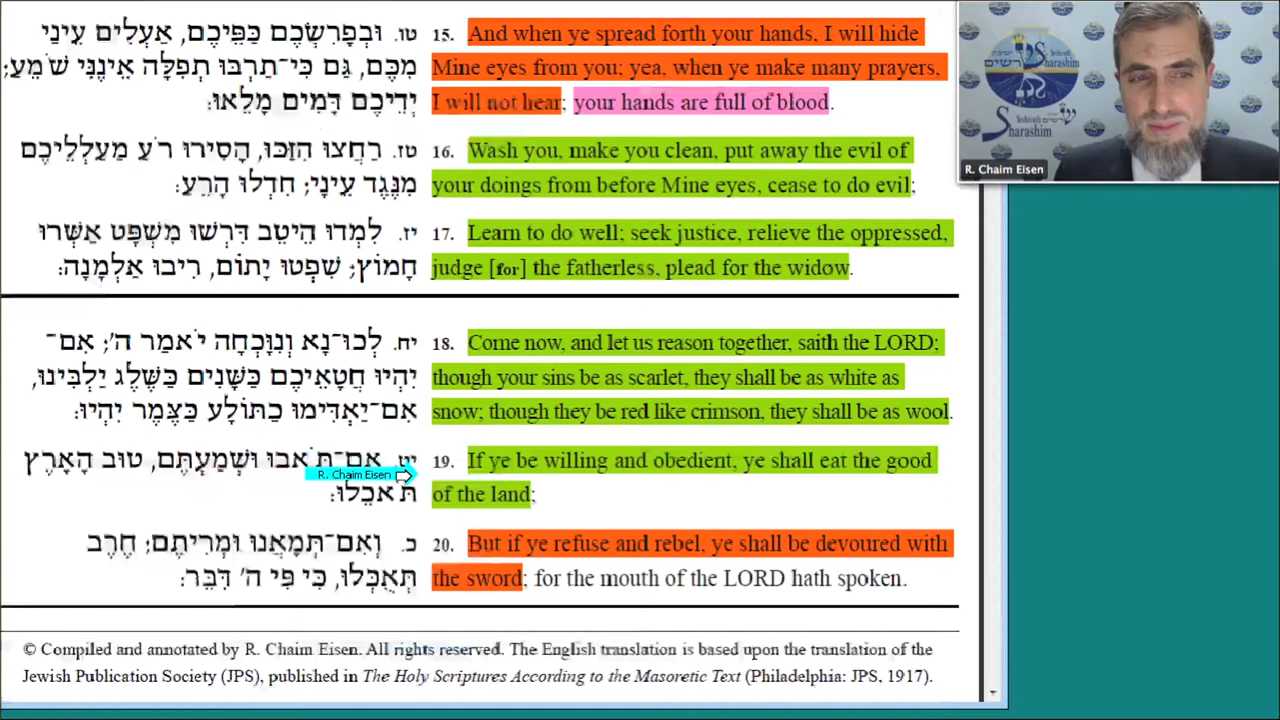 טו. וּבְפָרִשְׂכֶם כַּפֵּיכֶם, אַעְלִים עֵינַי
מִכֶּם, גַּם כִּי־תַרְבּוּ תְפִלָּה אֵינֶנִּי שֹׁמֵעַ;
יְדֵיכֶם דָּמִים מָלֵאוּ׃
15. And when ye spread forth your hands, I will hide
Mine eyes from you; yea, when ye make many prayers,
I will not hear; your hands are full of blood.
טז. רַחֲצוּ הִזַּכּוּ, הָסִירוּ רֹעַ מַעַלְלֵיכֶם
מִנֶּגֶד עֵינָי; חִדְלוּ הָרֵעַ׃
16. Wash you, make you clean, put away the evil of
your doings from before Mine eyes, cease to do evil;
יז. לִמְדוּ הֵיטֵב דִּרְשׁוּ מִשְׁפָּט אַשְּׁרוּ
חָמוֹץ; שִׁפְטוּ יָתוֹם, רִיבוּ אַלְמָנָה׃
17. Learn to do well; seek justice, relieve the oppressed,
judge [for] the fatherless, plead for the widow.
יח. לְכוּ־נָא וְנִוָּכְחָה יֹאמַר ה'; אִם־
יִהְיוּ חֲטָאֵיכֶם כַּשָּׁנִים כַּשֶּׁלֶג יַלְבִּינוּ,
אִם־יַאְדִּימוּ כַתּוֹלָע כַּצֶּמֶר יִהְיוּ׃
18. Come now, and let us reason together, saith the LORD;
though your sins be as scarlet, they shall be as white as
snow; though they be red like crimson, they shall be as wool.
יט. אִם־תֹּאבוּ וּשְׁמַעְתֶּם, טוּב הָאָרֶץ
תֹּאכֵלוּ׃
R. Chaim Eisen
19. If ye be willing and obedient, ye shall eat the good
of the land;
כ. וְאִם־תְּמָאֲנוּ וּמְרִיתֶם; חֶרֶב
תְּאֻכְּלוּ, כִּי פִּי ה' דִּבֵּר׃
20. But if ye refuse and rebel, ye shall be devoured with
the sword; for the mouth of the LORD hath spoken.
© Compiled and annotated by R. Chaim Eisen. All rights reserved. The English translation is based upon the translation of the
Jewish Publication Society (JPS), published in The Holy Scriptures According to the Masoretic Text (Philadelphia: JPS, 1917).
Yeshivath
Sharashim
R. Chaim Eisen